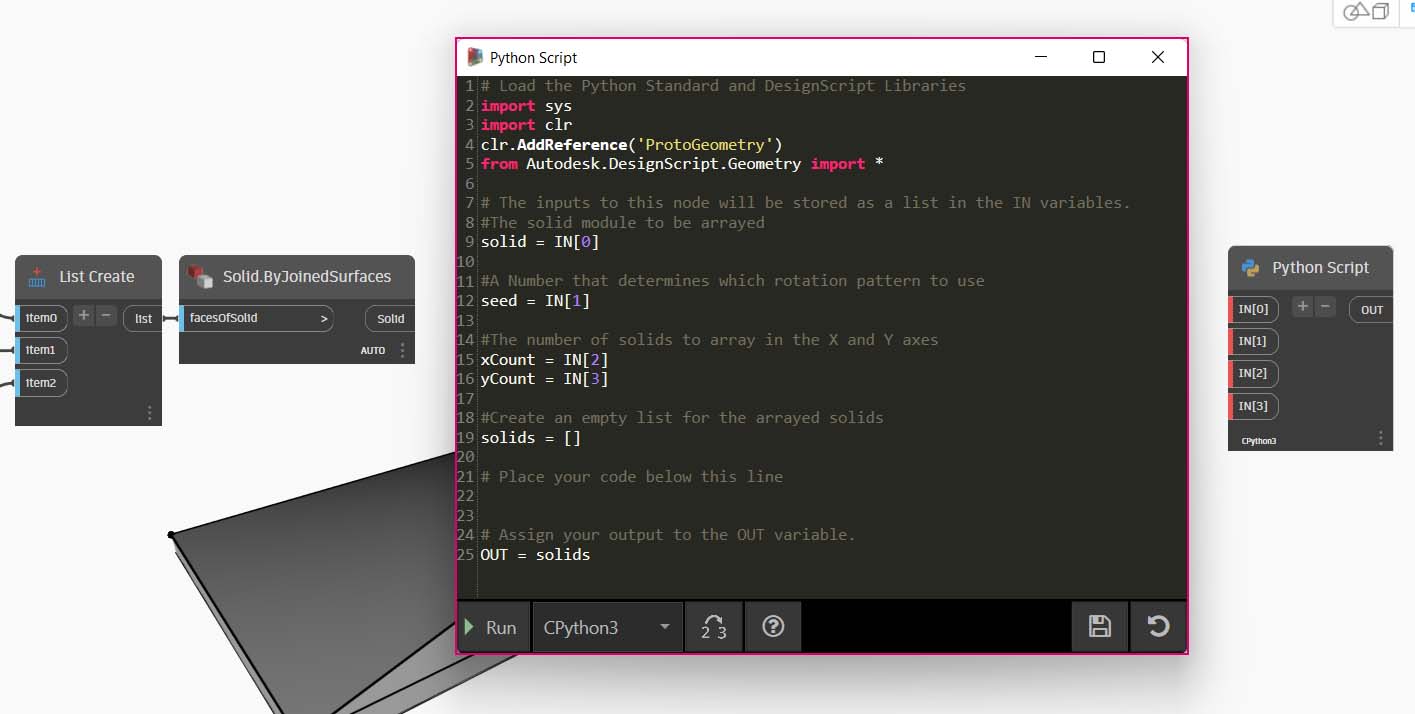 Python Script
1 # Load the Python Standard and DesignScript Libraries
2 import sys
3 import clr
4 clr.AddReference('ProtoGeometry')
5 from Autodesk.DesignScript.Geometry import *
6
7 # The inputs to this node will be stored as a list in the IN variables.
8 #The solid module to be arrayed
9 solid = IN[0]
10
11 #A Number that determines which rotation pattern to use
12 seed = IN[1]
13
14 #The number of solids to array in the X and Y axes
15 xCount = IN[2]
16 yCount = IN[3]
17
18 #Create an empty list for the arrayed solids
19 solids = []
20
21 # Place your code below this line
22
23
24 # Assign your output to the OUT variable.
25 OUT = solids
Run CPython3 2 3 ?
List Create
item0 + − list
item1
item2
Solid.ByJoinedSurfaces
facesOfSolid > Solid
AUTO
Python Script
IN[0] + − OUT
IN[1]
IN[2]
IN[3]
CPython3